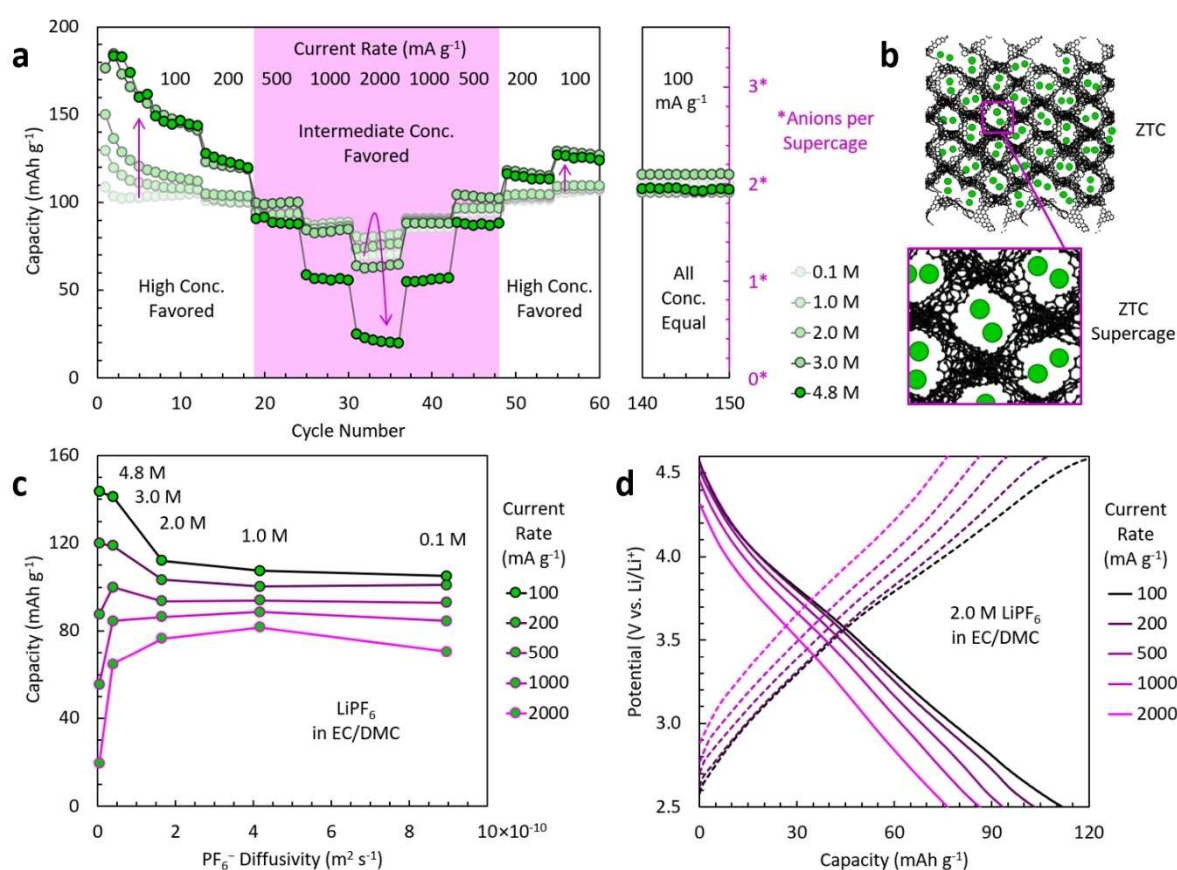 a
200
150
100
50
0
Capacity (mAh g⁻¹)
Current Rate (mA g⁻¹)
100 200 500 1000 2000 1000 500 200 100
Intermediate Conc.
Favored
High Conc.
Favored
High Conc.
Favored
0 10 20 30 40 50 60
Cycle Number
100
mA g⁻¹
All
Conc.
Equal
140 150
3*
2*
1*
0*
*Anions per
Supercage
0.1 M
1.0 M
2.0 M
3.0 M
4.8 M
b
ZTC
ZTC
Supercage
c
160
120
80
40
0
Capacity (mAh g⁻¹)
4.8 M
3.0 M
2.0 M
1.0 M
0.1 M
LiPF₆
in EC/DMC
0 2 4 6 8 10×10⁻¹⁰
PF₆⁻ Diffusivity (m² s⁻¹)
Current
Rate
(mA g⁻¹)
100
200
500
1000
2000
d
4.5
4.0
3.5
3.0
2.5
Potential (V vs. Li/Li⁺)
2.0 M LiPF₆
in EC/DMC
0 30 60 90 120
Capacity (mAh g⁻¹)
Current
Rate
(mA g⁻¹)
100
200
500
1000
2000